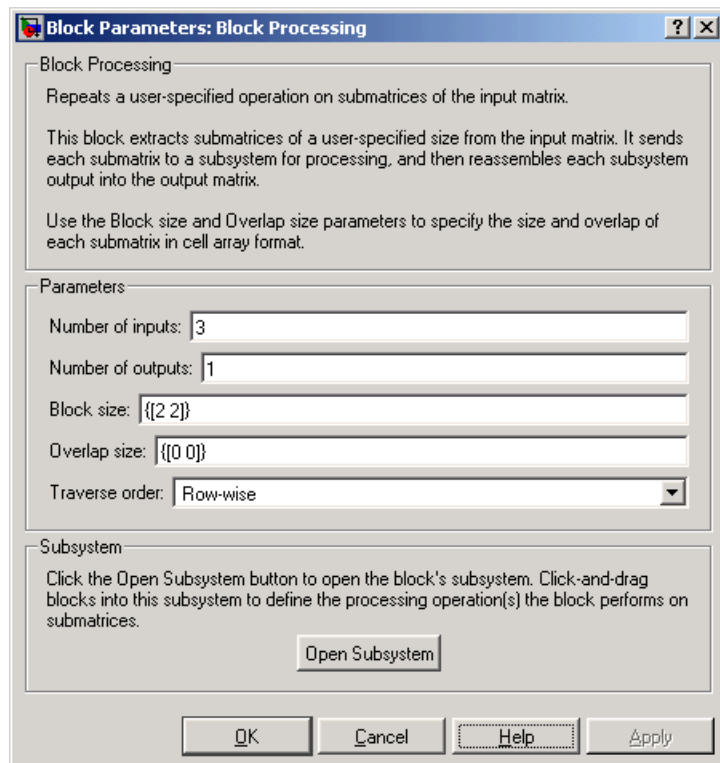 Block Parameters: Block Processing
Block Processing
Repeats a user-specified operation on submatrices of the input matrix.
This block extracts submatrices of a user-specified size from the input matrix. It sends
each submatrix to a subsystem for processing, and then reassembles each subsystem
output into the output matrix.
Use the Block size and Overlap size parameters to specify the size and overlap of
each submatrix in cell array format.
Parameters
Number of inputs: 3
Number of outputs: 1
Block size: {[2 2]}
Overlap size: {[0 0]}
Traverse order: Row-wise
Subsystem
Click the Open Subsystem button to open the block's subsystem. Click-and-drag
blocks into this subsystem to define the processing operation(s) the block performs on
submatrices.
Open Subsystem
OK Cancel Help Apply